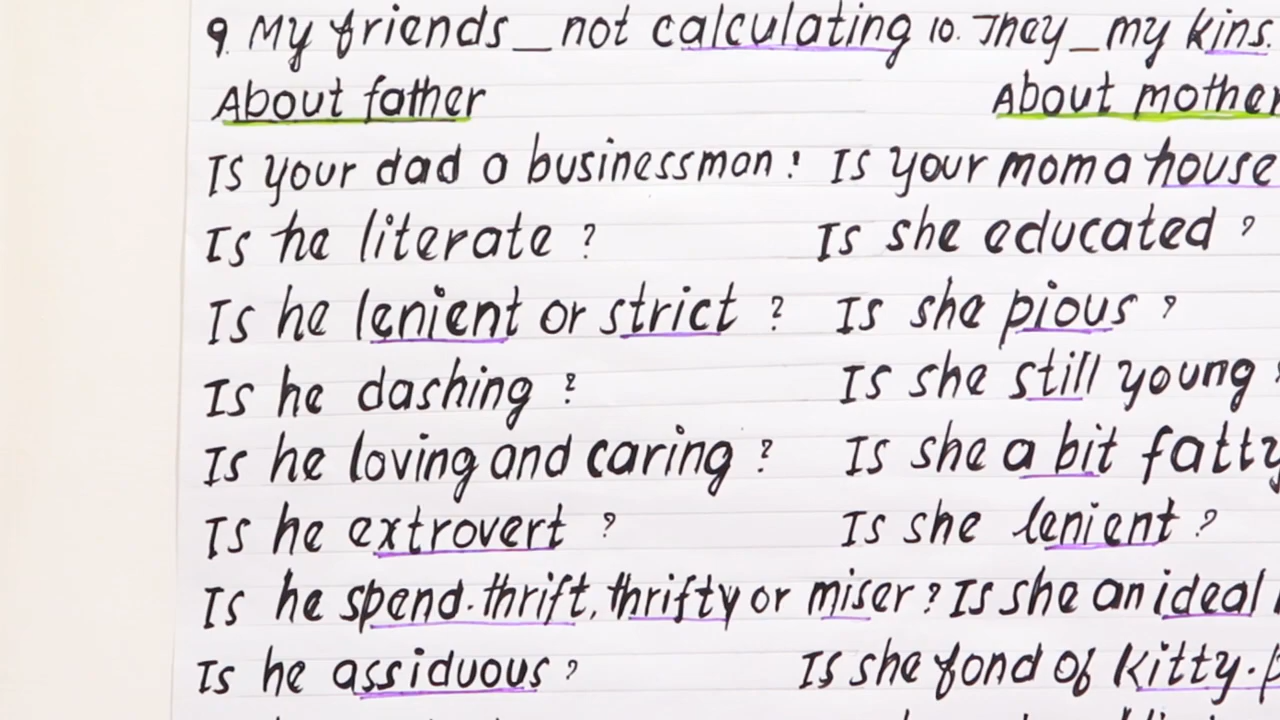 9. My friends _ not calculating 10. They _ my kins.
About father About mother
Is your dad a businessman? Is your mom a house
Is he literate ? Is she educated ?
Is he lenient or strict ? Is she pious ?
Is he dashing ? Is she still young ?
Is he loving and caring ? Is she a bit fatty
Is he extrovert ? Is she lenient ?
Is he spend-thrift, thrifty or miser ? Is she an ideal
Is he assiduous ? Is she fond of kitty-p